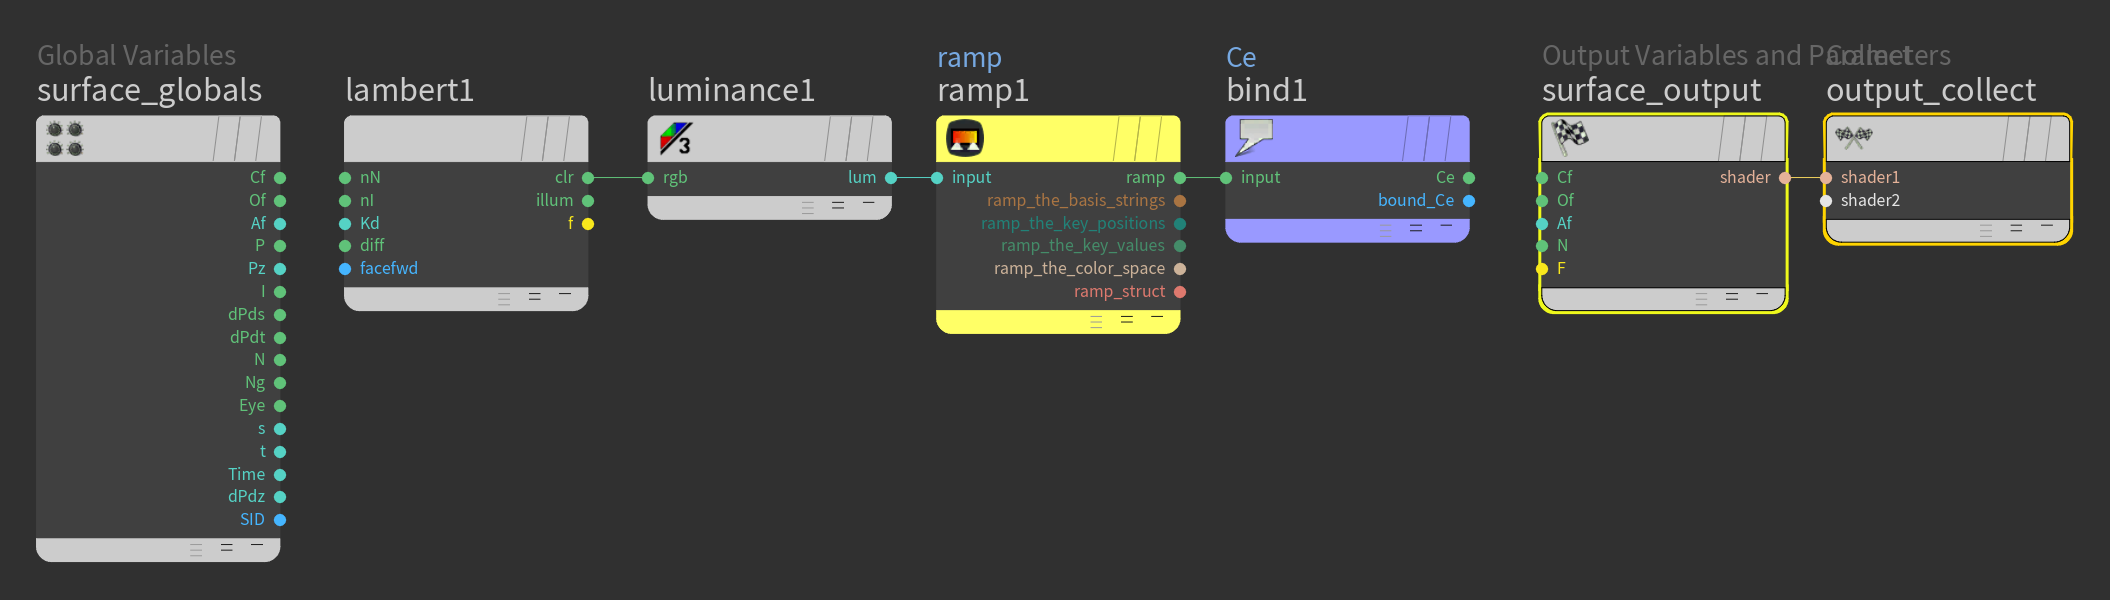 Global Variables
surface_globals
Cf
Of
Af
P
Pz
I
dPds
dPdt
N
Ng
Eye
s
t
Time
dPdz
SID
lambert1
nN clr
nI illum
Kd f
diff
facefwd
luminance1
3
rgb lum
ramp
ramp1
input ramp
ramp_the_basis_strings
ramp_the_key_positions
ramp_the_key_values
ramp_the_color_space
ramp_struct
Ce
bind1
input Ce
bound_Ce
Output Variables and Parameters
surface_output
Cf shader
Of
Af
N
F
Collect
output_collect
shader1
shader2